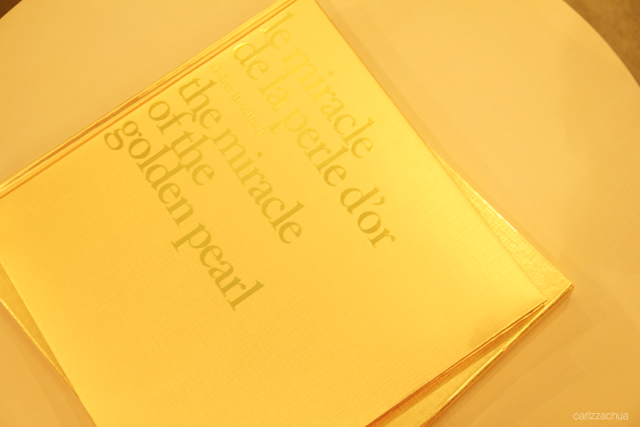 le miracle
de la perle d'or
the miracle
of the
golden pearl
carizzachua